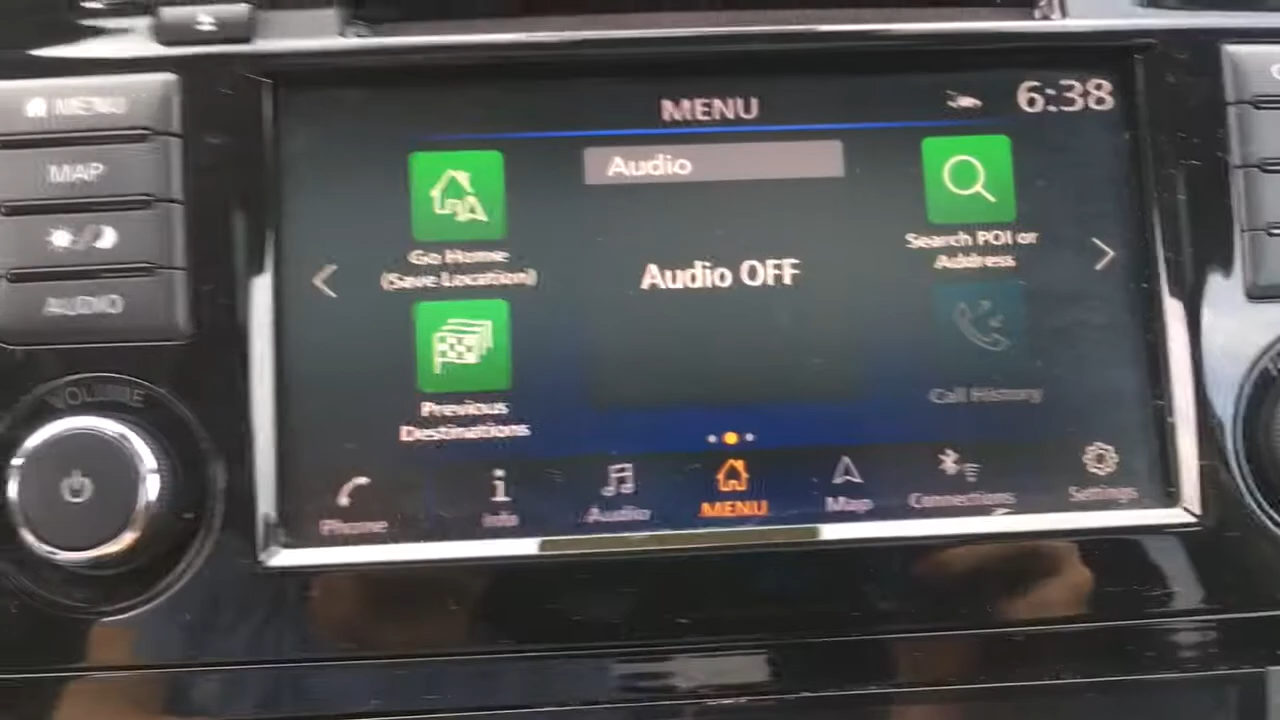 MENU
6:38
MENU
MAP
AUDIO
VOLUME
Audio
Audio OFF
Go Home
(Save Location)
Search POI or
Address
Previous
Destinations
Call History
Phone
Info
Audio
MENU
Map
Connections
Settings